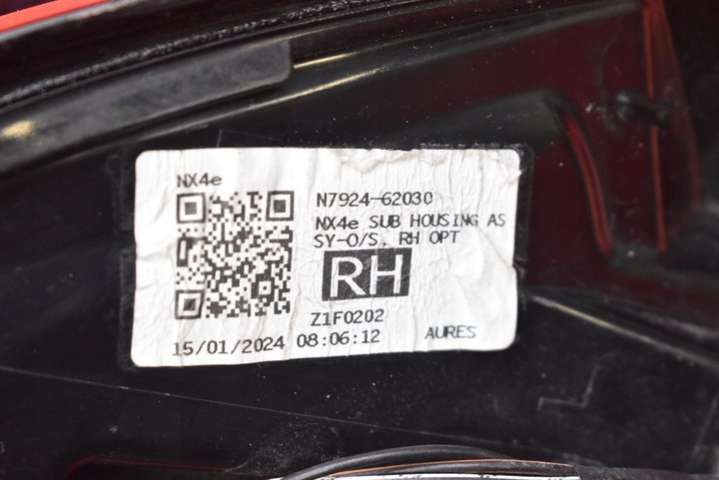 NX4e
N7924-62030
NX4e SUB HOUSING AS
SY-O/S, RH OPT
RH
Z1F0202
15/01/2024 08:06:12 AURES